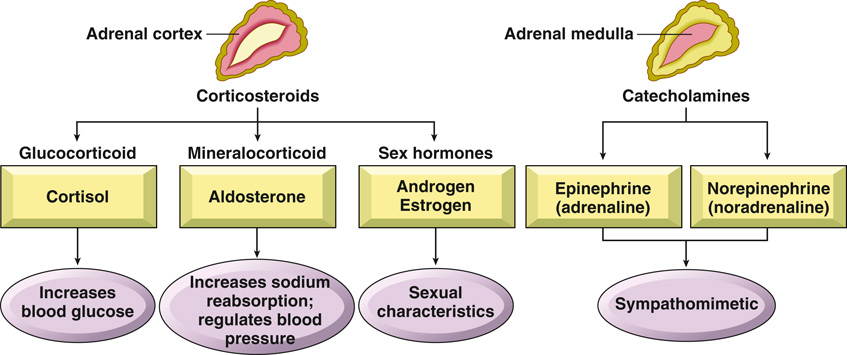 Adrenal cortex
Adrenal medulla
Corticosteroids
Catecholamines
Glucocorticoid
Mineralocorticoid
Sex hormones
Cortisol
Aldosterone
Androgen
Estrogen
Epinephrine
(adrenaline)
Norepinephrine
(noradrenaline)
Increases
blood glucose
Increases sodium
reabsorption;
regulates blood
pressure
Sexual
characteristics
Sympathomimetic